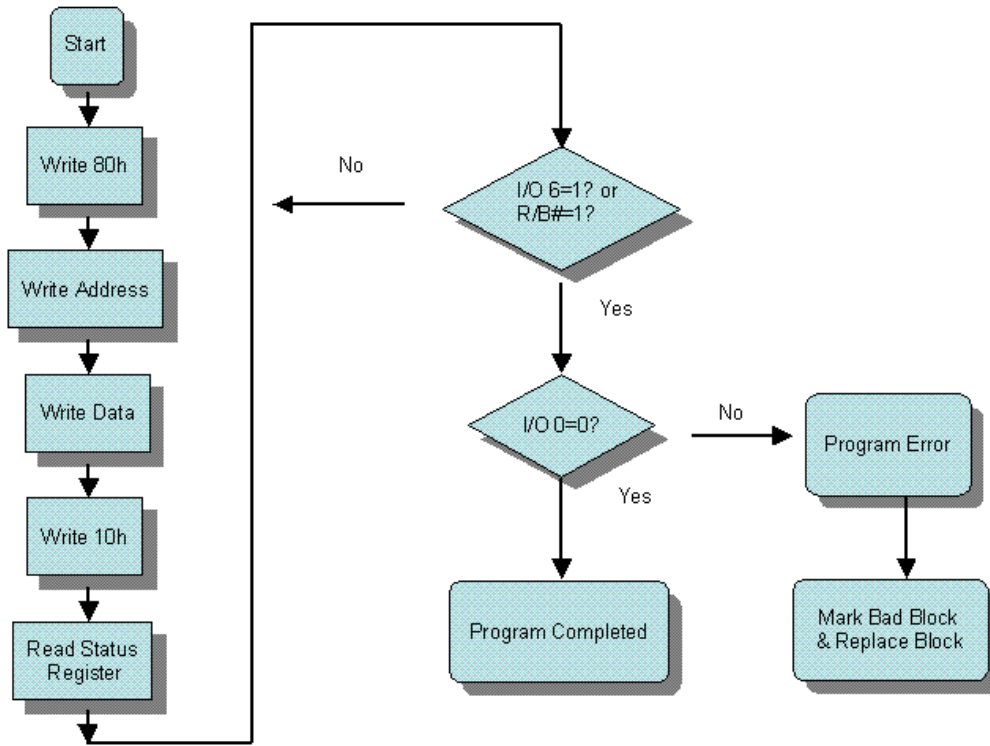 Start
Write 80h
Write Address
Write Data
Write 10h
Read Status
Register
No
I/O 6=1? or
R/B#=1?
Yes
I/O 0=0?
No
Yes
Program Error
Program Completed
Mark Bad Block
& Replace Block